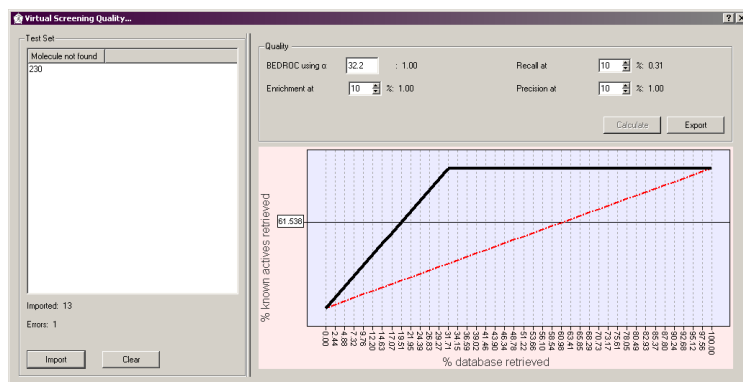 Virtual Screening Quality...
Test Set
Molecule not found
230
Imported: 13
Errors: 1
Import Clear
Quality
BEDROC using α 32.2 : 1.00 Recall at 10 %: 0.31
Enrichment at 10 %: 1.00 Precision at 10 %: 1.00
Calculate Export
% known actives retrieved
61.538
0.00 2.44 4.88 7.32 9.76 12.20 14.63 17.07 19.51 21.95 24.39 26.83 29.27 31.71 34.15 36.59 39.02 41.46 43.90 46.34 48.78 51.22 53.66 56.10 58.54 60.98 63.41 65.85 68.29 70.73 73.17 75.61 78.05 80.49 82.93 85.37 87.80 90.24 92.68 95.12 97.56 100.00
% database retrieved